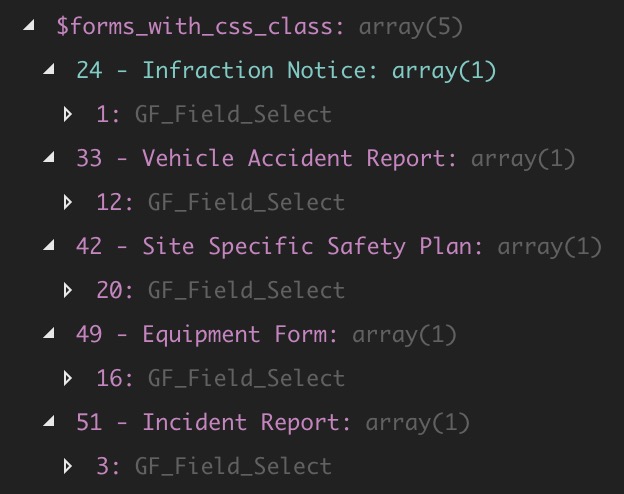 $forms_with_css_class: array(5)
24 - Infraction Notice: array(1)
1: GF_Field_Select
33 - Vehicle Accident Report: array(1)
12: GF_Field_Select
42 - Site Specific Safety Plan: array(1)
20: GF_Field_Select
49 - Equipment Form: array(1)
16: GF_Field_Select
51 - Incident Report: array(1)
3: GF_Field_Select